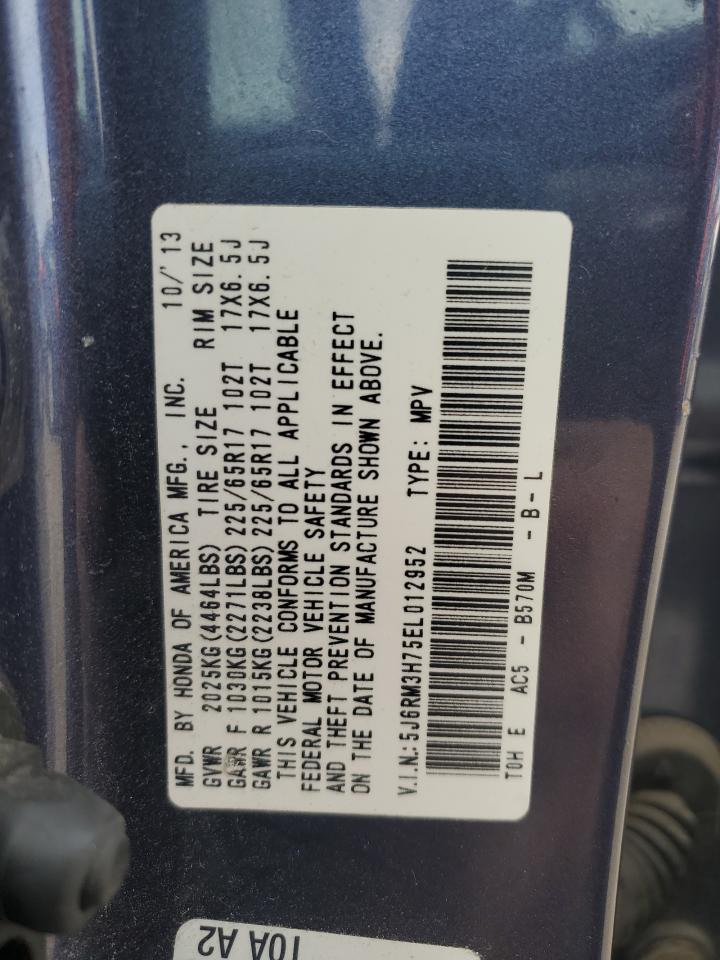 MFD. BY HONDA OF AMERICA MFG., INC. 10/'13
GVWR 2025KG(4464LBS) TIRE SIZE RIM SIZE
GAWR F 1030KG(2271LBS) 225/65R17 102T 17X6.5J
GAWR R 1015KG(2238LBS) 225/65R17 102T 17X6.5J
THIS VEHICLE CONFORMS TO ALL APPLICABLE
FEDERAL MOTOR VEHICLE SAFETY
AND THEFT PREVENTION STANDARDS IN EFFECT
ON THE DATE OF MANUFACTURE SHOWN ABOVE.
V.I.N.:5J6RM3H75EL012952 TYPE: MPV
TOH E AC5 -B570M -B-L
10A A2